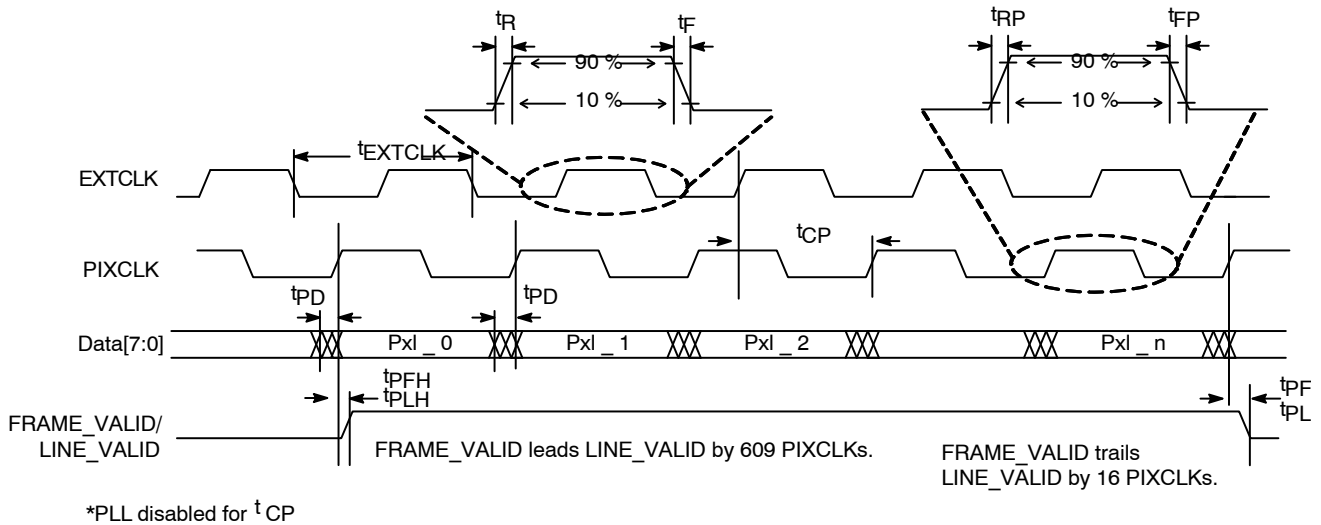 tR tF tRP tFP
90 % 90 %
10 % 10 %
tEXTCLK
EXTCLK
tCP
PIXCLK
tPD tPD
Data[7:0] Pxl _ 0 Pxl _ 1 Pxl _ 2 Pxl _ n
tPFH
tPLH
tPF
tPL
FRAME_VALID/
LINE_VALID
FRAME_VALID leads LINE_VALID by 609 PIXCLKs.
FRAME_VALID trails
LINE_VALID by 16 PIXCLKs.
*PLL disabled for t CP